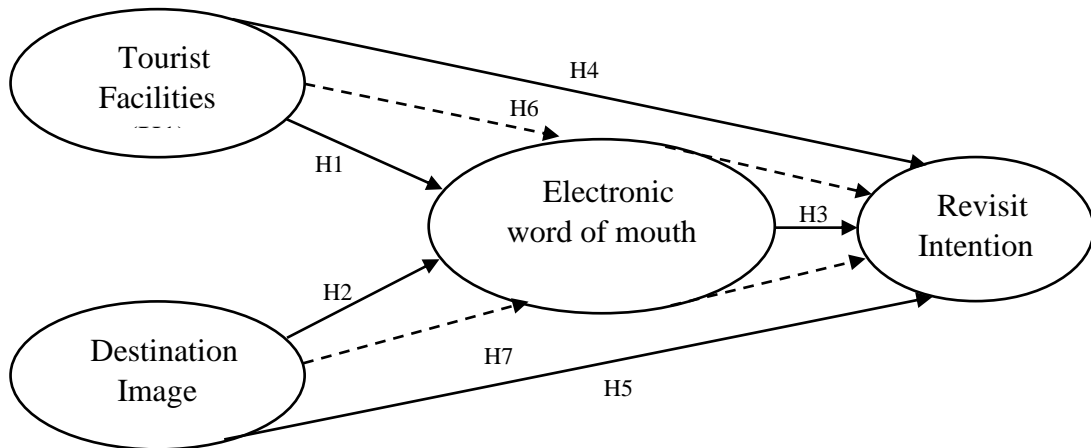 Tourist
Facilities
H4
H6
H1
Electronic
word of mouth
H3
Revisit
Intention
H2
Destination
Image
H7
H5